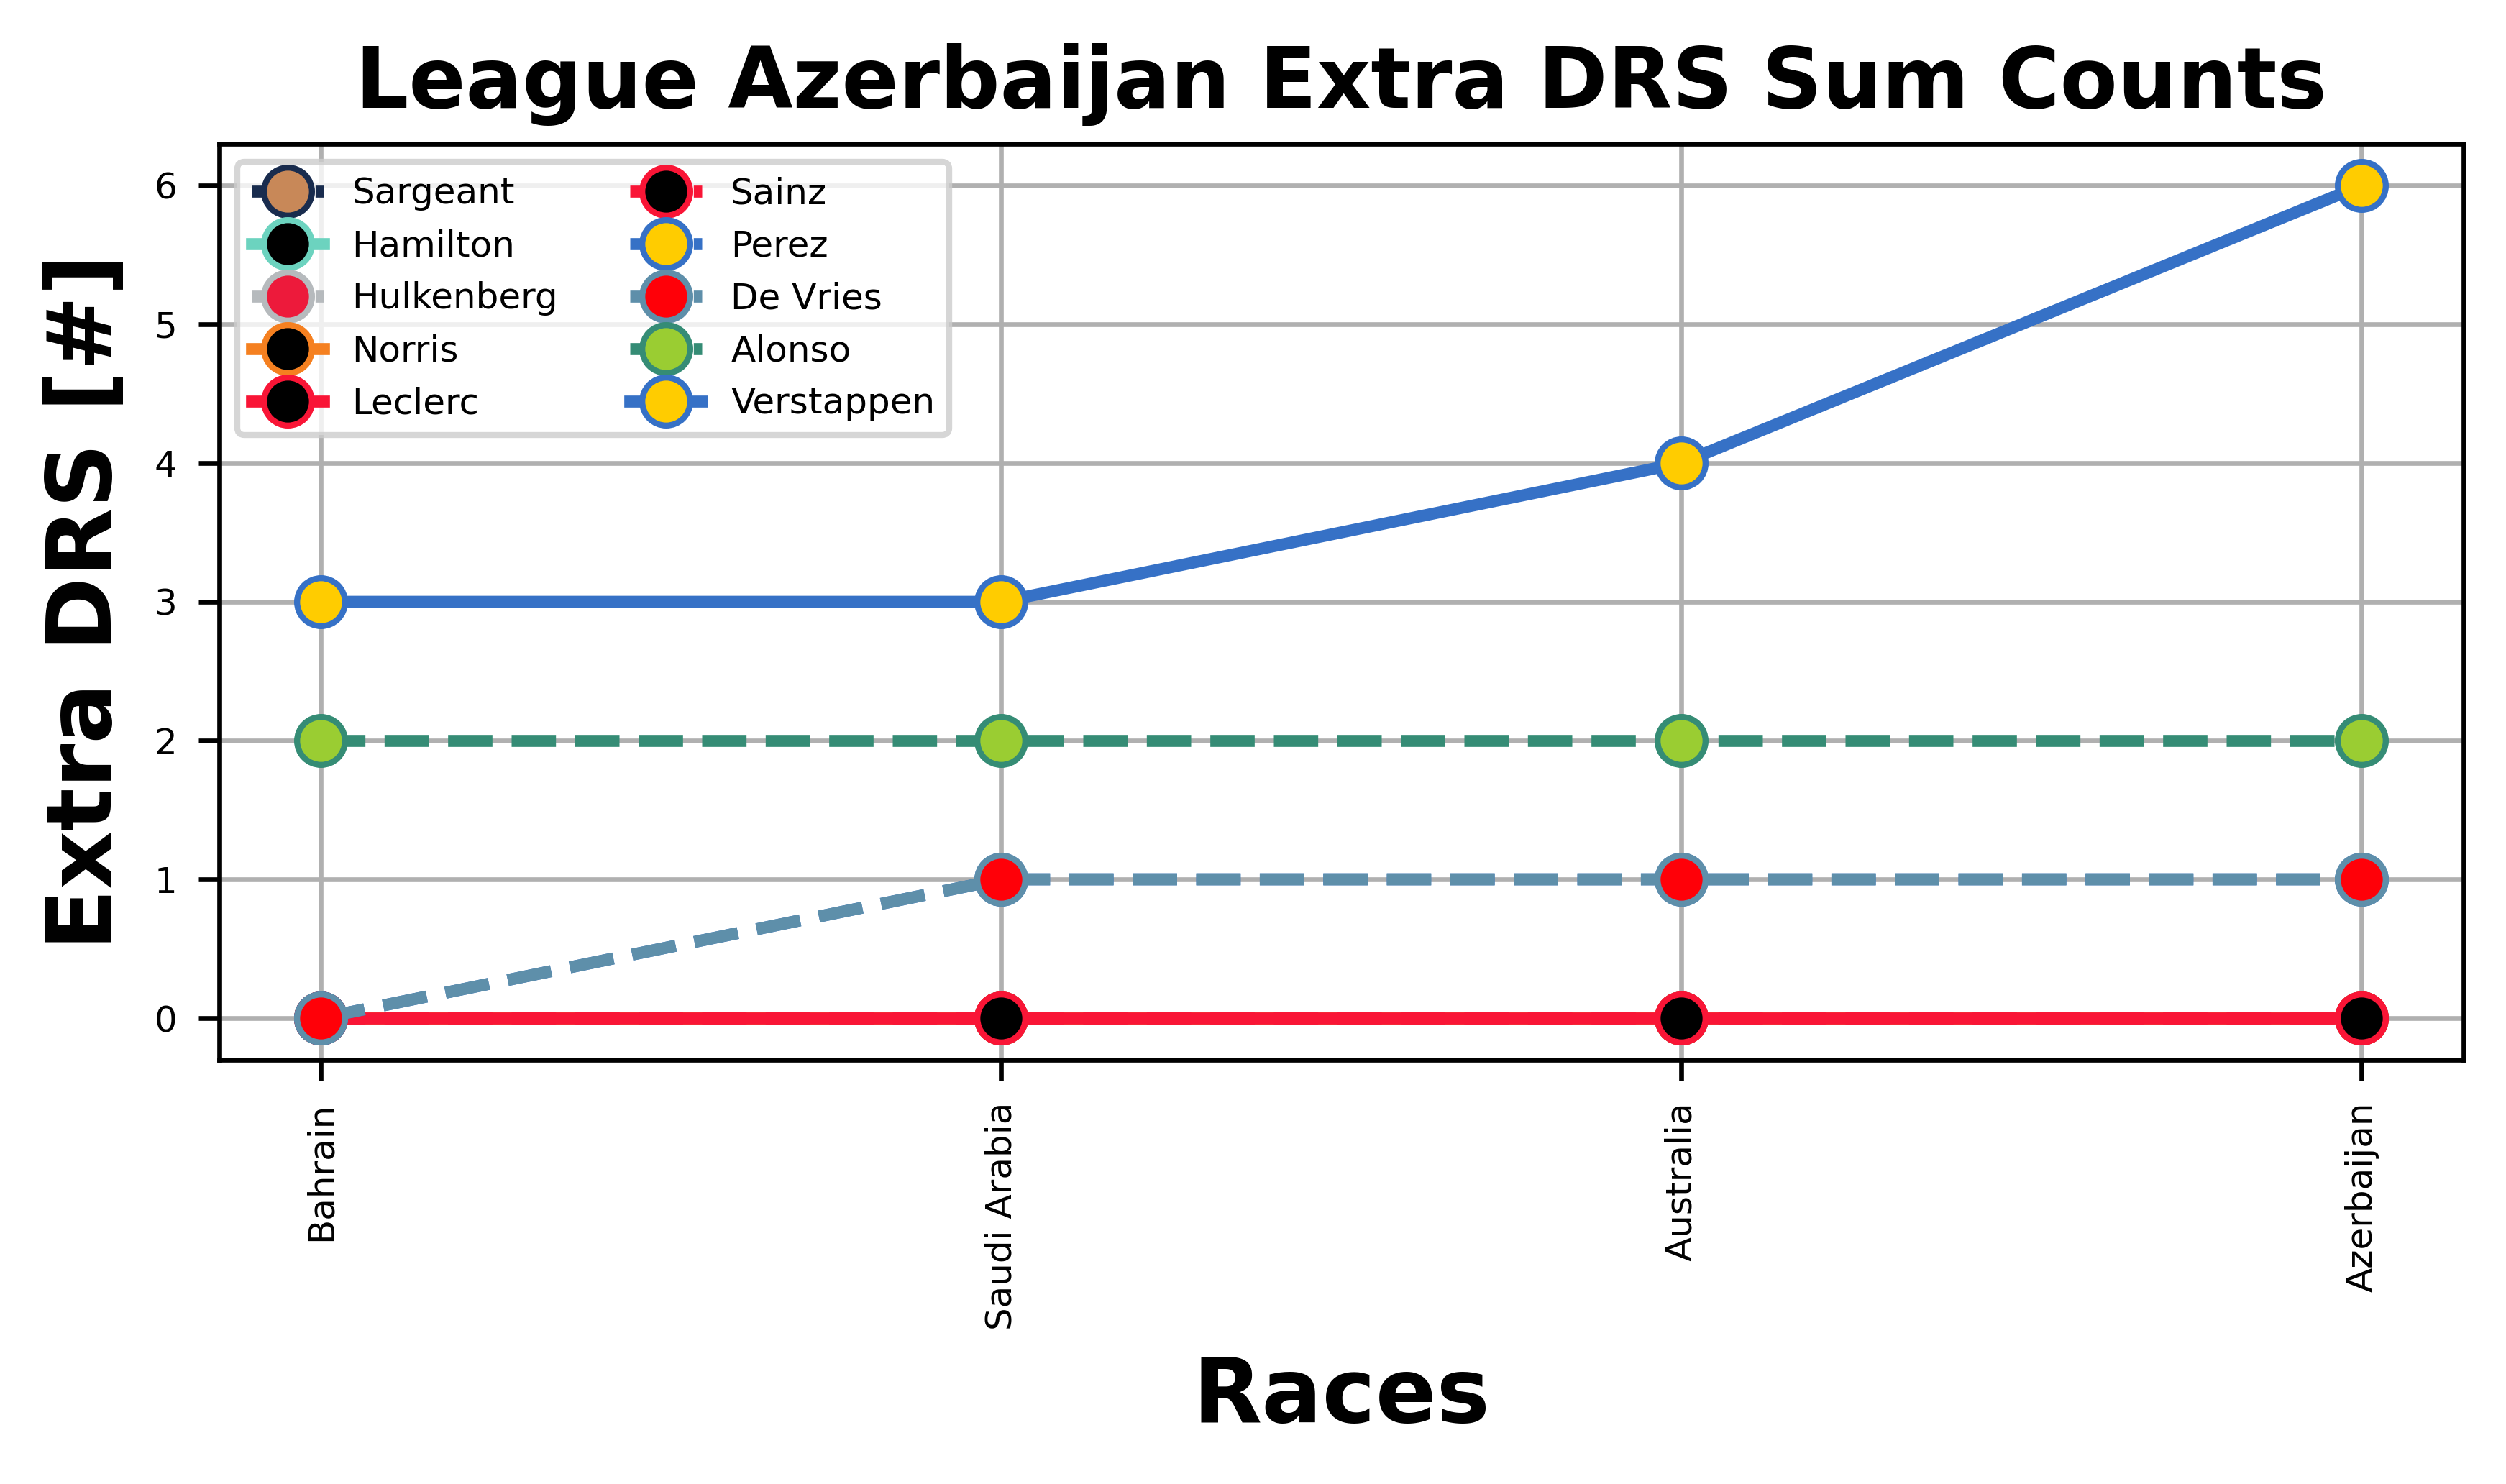 League Azerbaijan Extra DRS Sum Counts
Extra DRS [#]
6
5
4
3
2
1
0
Sargeant
Hamilton
Hulkenberg
Norris
Leclerc
Sainz
Perez
De Vries
Alonso
Verstappen
Bahrain
Saudi Arabia
Australia
Azerbaijan
Races